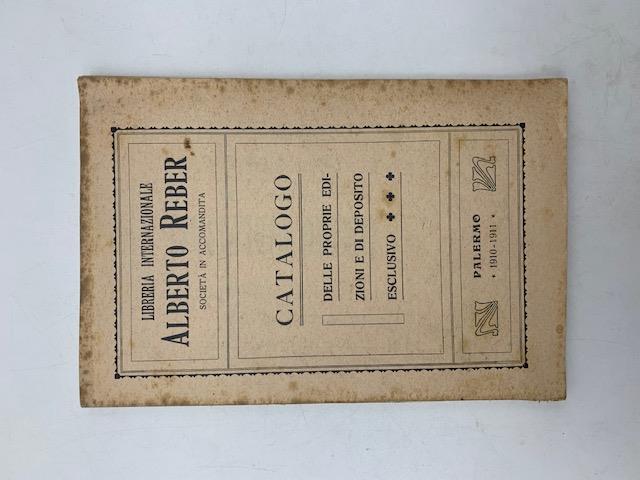 LIBRERIA INTERNAZIONALE
ALBERTO REBER
SOCIETÀ IN ACCOMANDITA
CATALOGO
DELLE PROPRIE EDI-
ZIONI E DI DEPOSITO
ESCLUSIVO
PALERMO
• 1910-1911 •